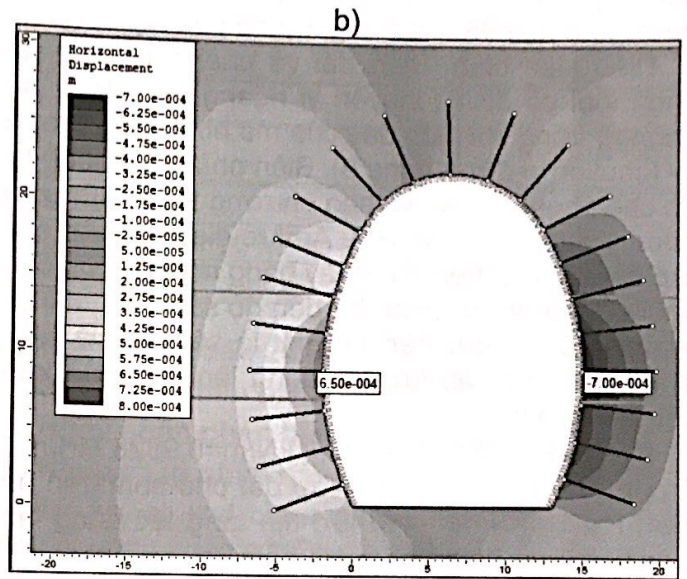 b)
Horizontal
Displacement
m
-7.00e-004
-6.25e-004
-5.50e-004
-4.75e-004
-4.00e-004
-3.25e-004
-2.50e-004
-1.75e-004
-1.00e-004
-2.50e-005
5.00e-005
1.25e-004
2.00e-004
2.75e-004
3.50e-004
4.25e-004
5.00e-004
5.75e-004
6.50e-004
7.25e-004
8.00e-004
30
20
10
0
6.50e-004
-7.00e-004
-20
-15
-10
-5
0
5
10
15
20